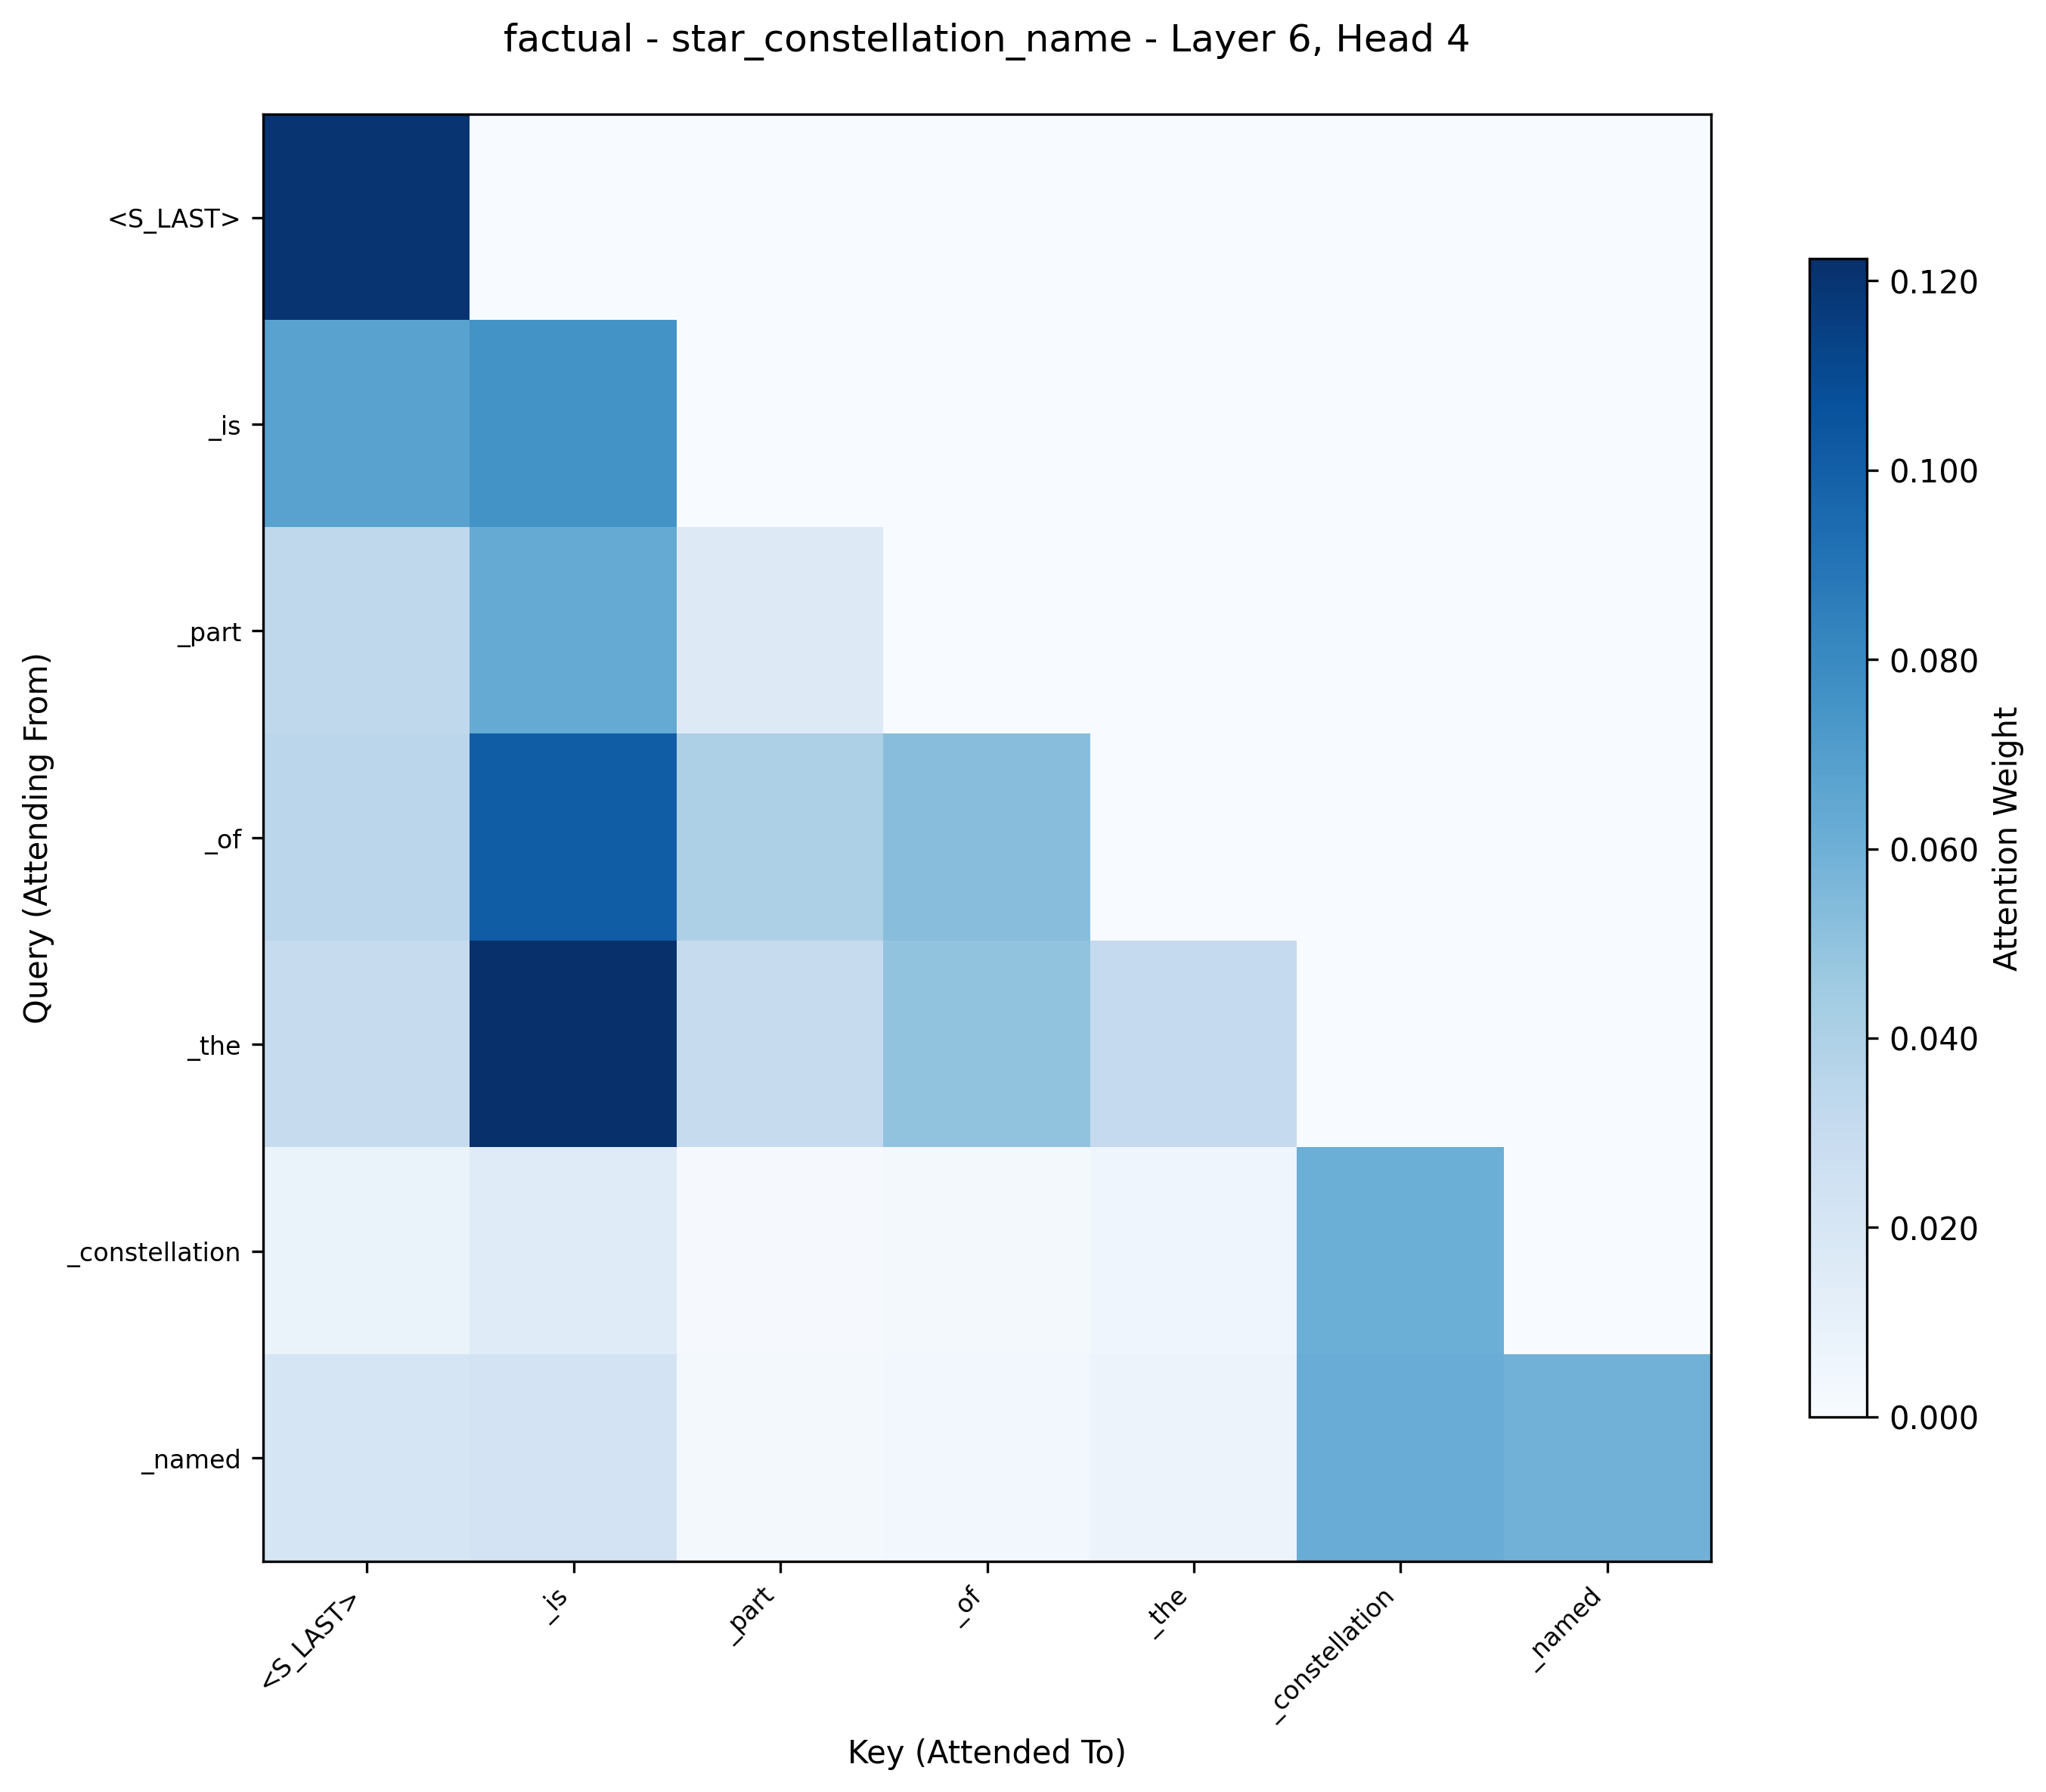 factual - star_constellation_name - Layer 6, Head 4
Query (Attending From)
<S_LAST>
_is
_part
_of
_the
_constellation
_named
<S_LAST>
_is
_part
_of
_the
_constellation
_named
Key (Attended To)
0.120
0.100
0.080
0.060
0.040
0.020
0.000
Attention Weight